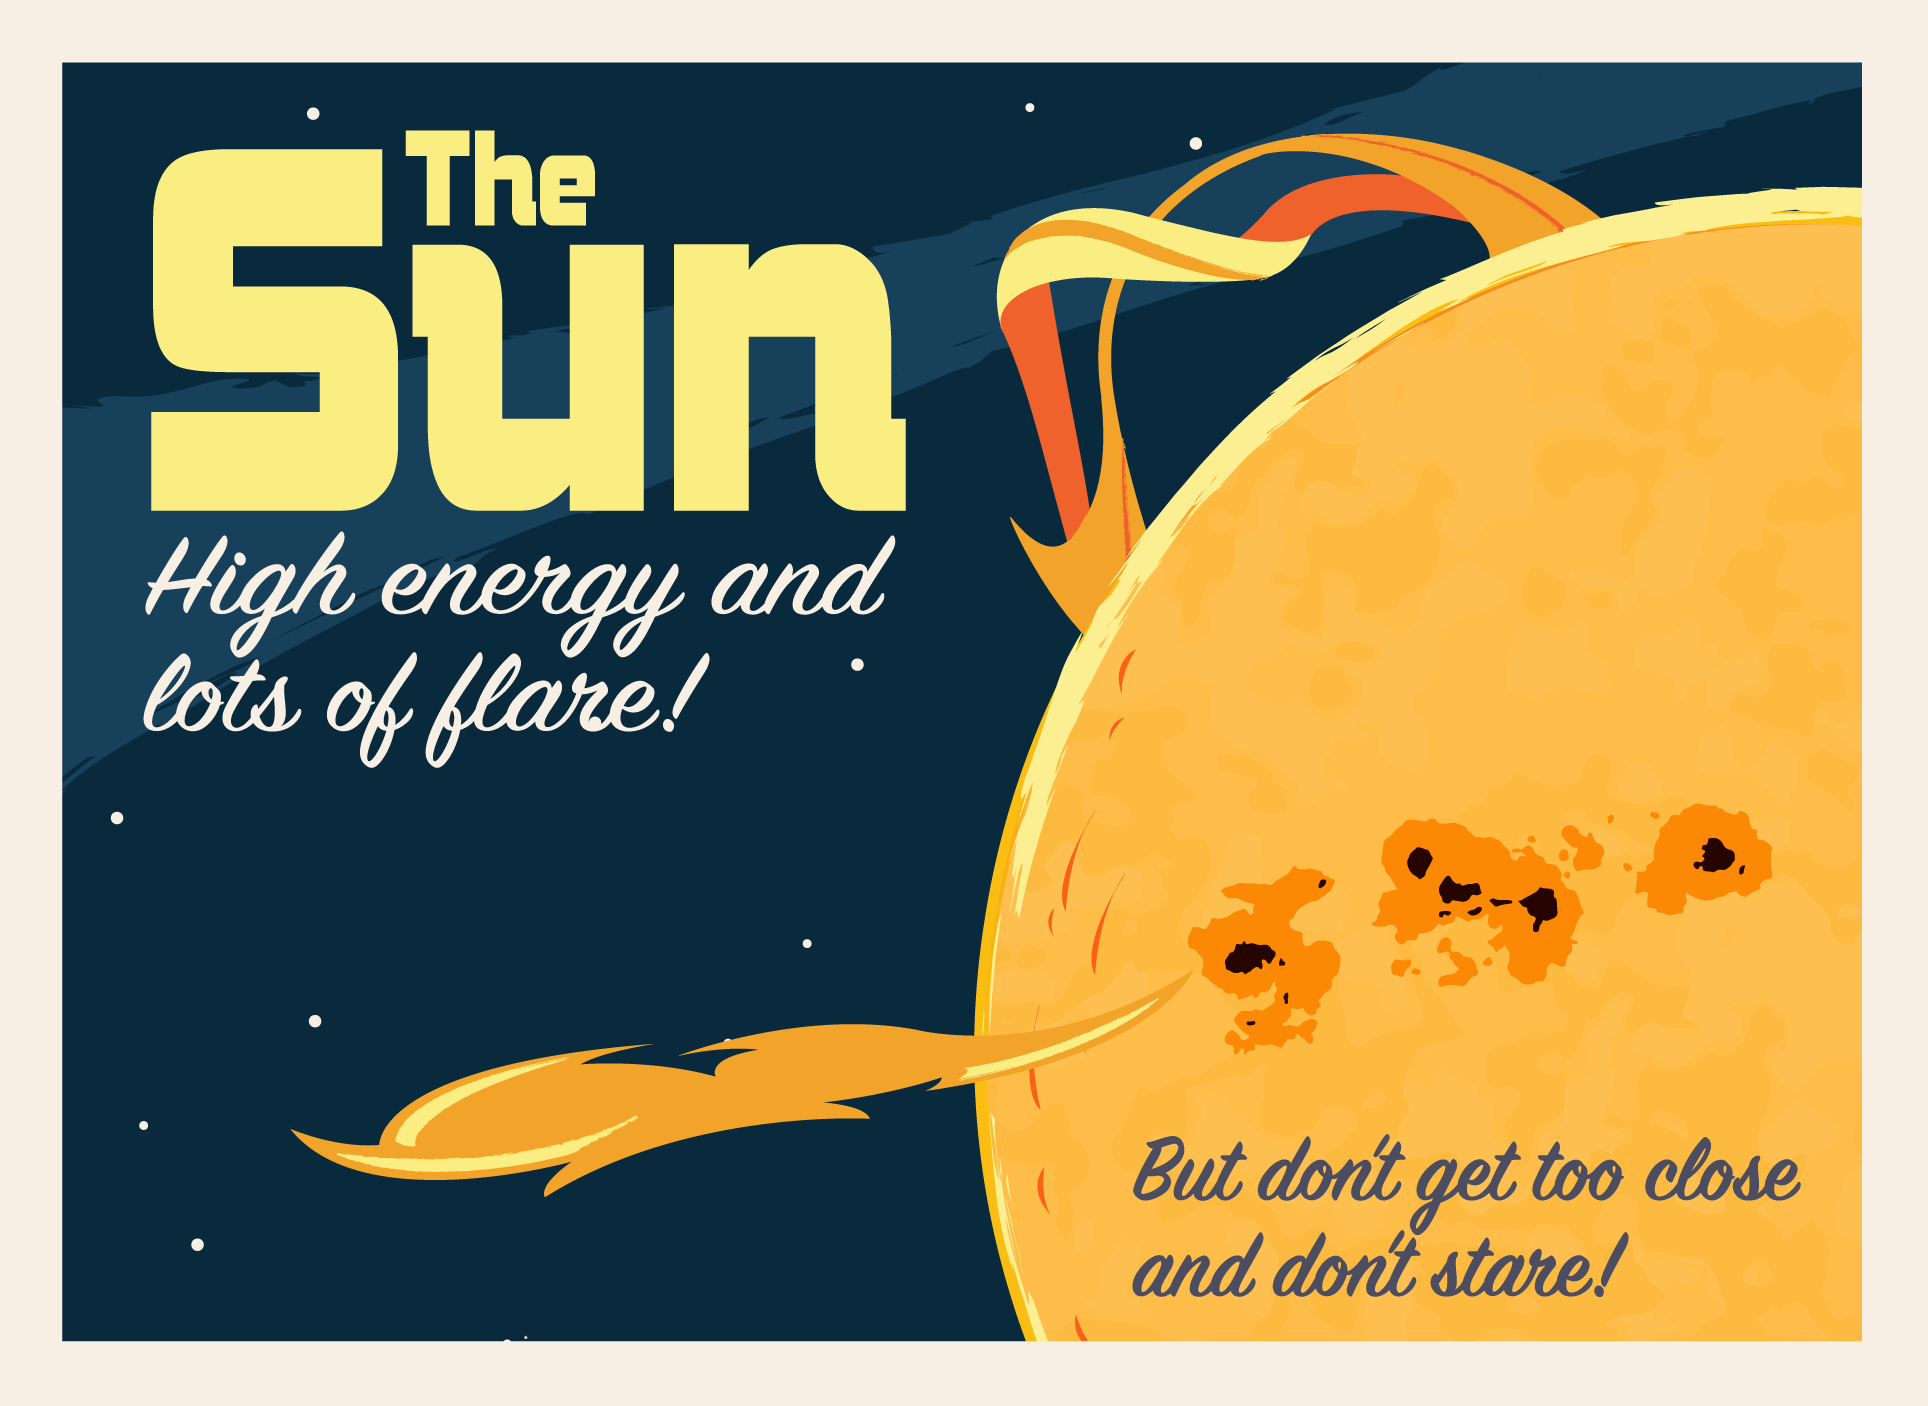 The
Sun
High energy and
lots of flare!
But don't get too close
and don't stare!